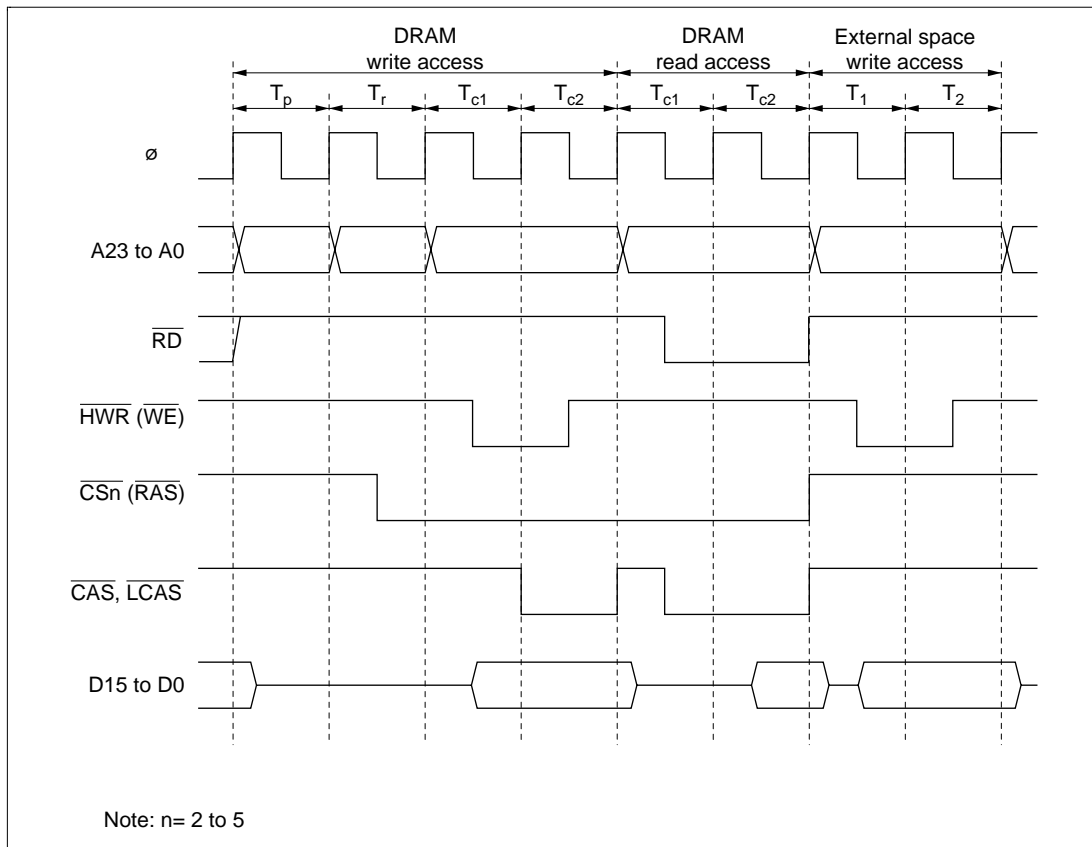 DRAM
write access
DRAM
read access
External space
write access
Tp Tr Tc1 Tc2 Tc1 Tc2 T1 T2
ø
A23 to A0
RD
HWR (WE)
CSn (RAS)
CAS, LCAS
D15 to D0
Note: n= 2 to 5